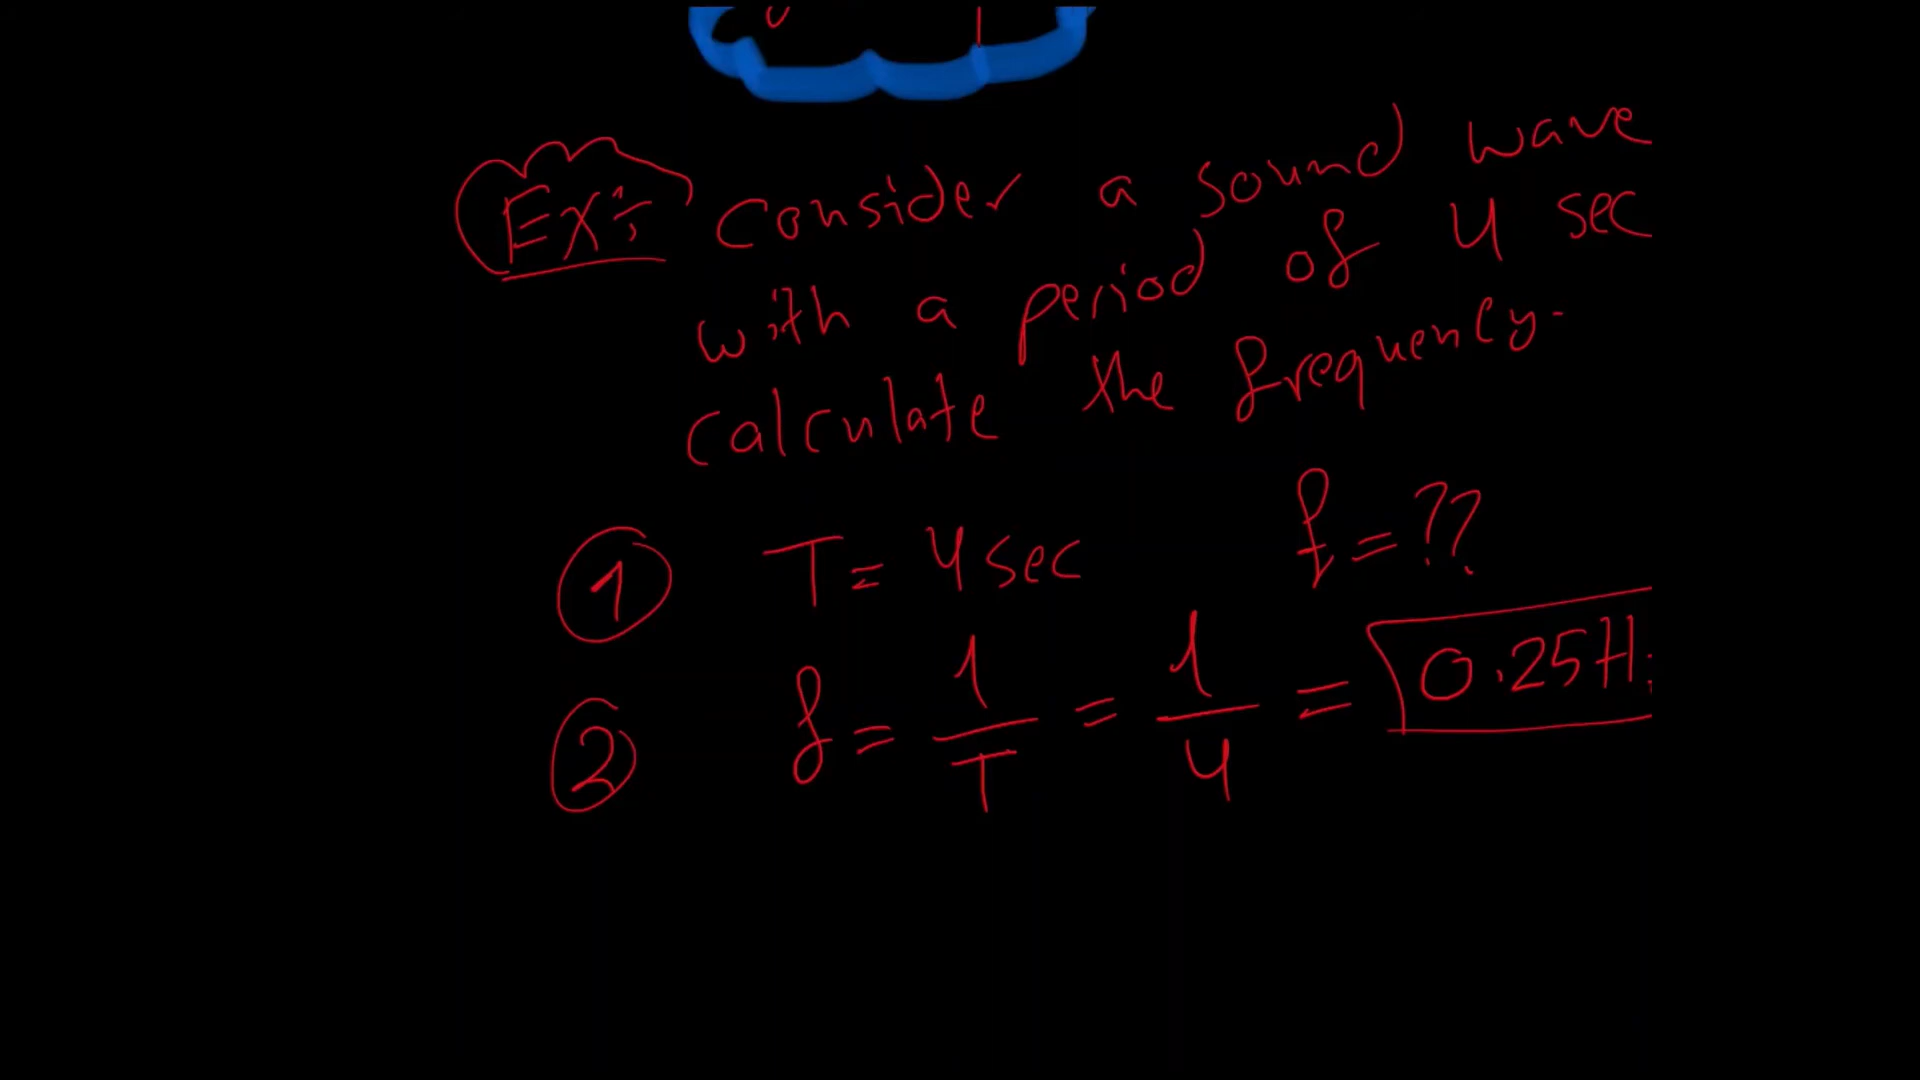 Ex: Consider a sound wave
with a period of 4 sec
calculate the frequency.
1 T = 4 sec f = ??
2 f = 1/T = 1/4 = 0.25 H